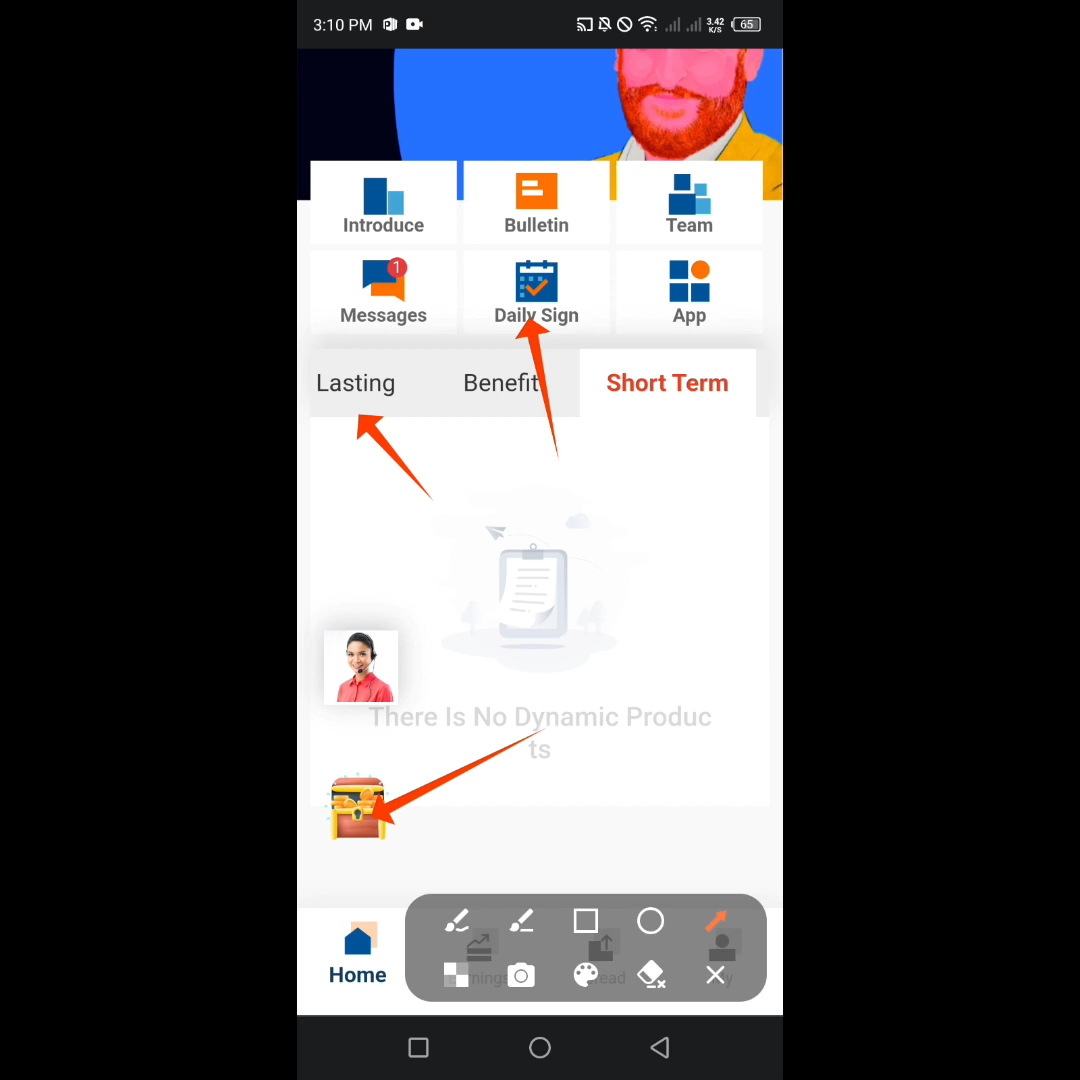 3:10 PM
3.42
K/S
65
Introduce
Bulletin
Team
1
Messages
Daily Sign
App
Lasting
Benefit
Short Term
There Is No Dynamic Produc
ts
Home